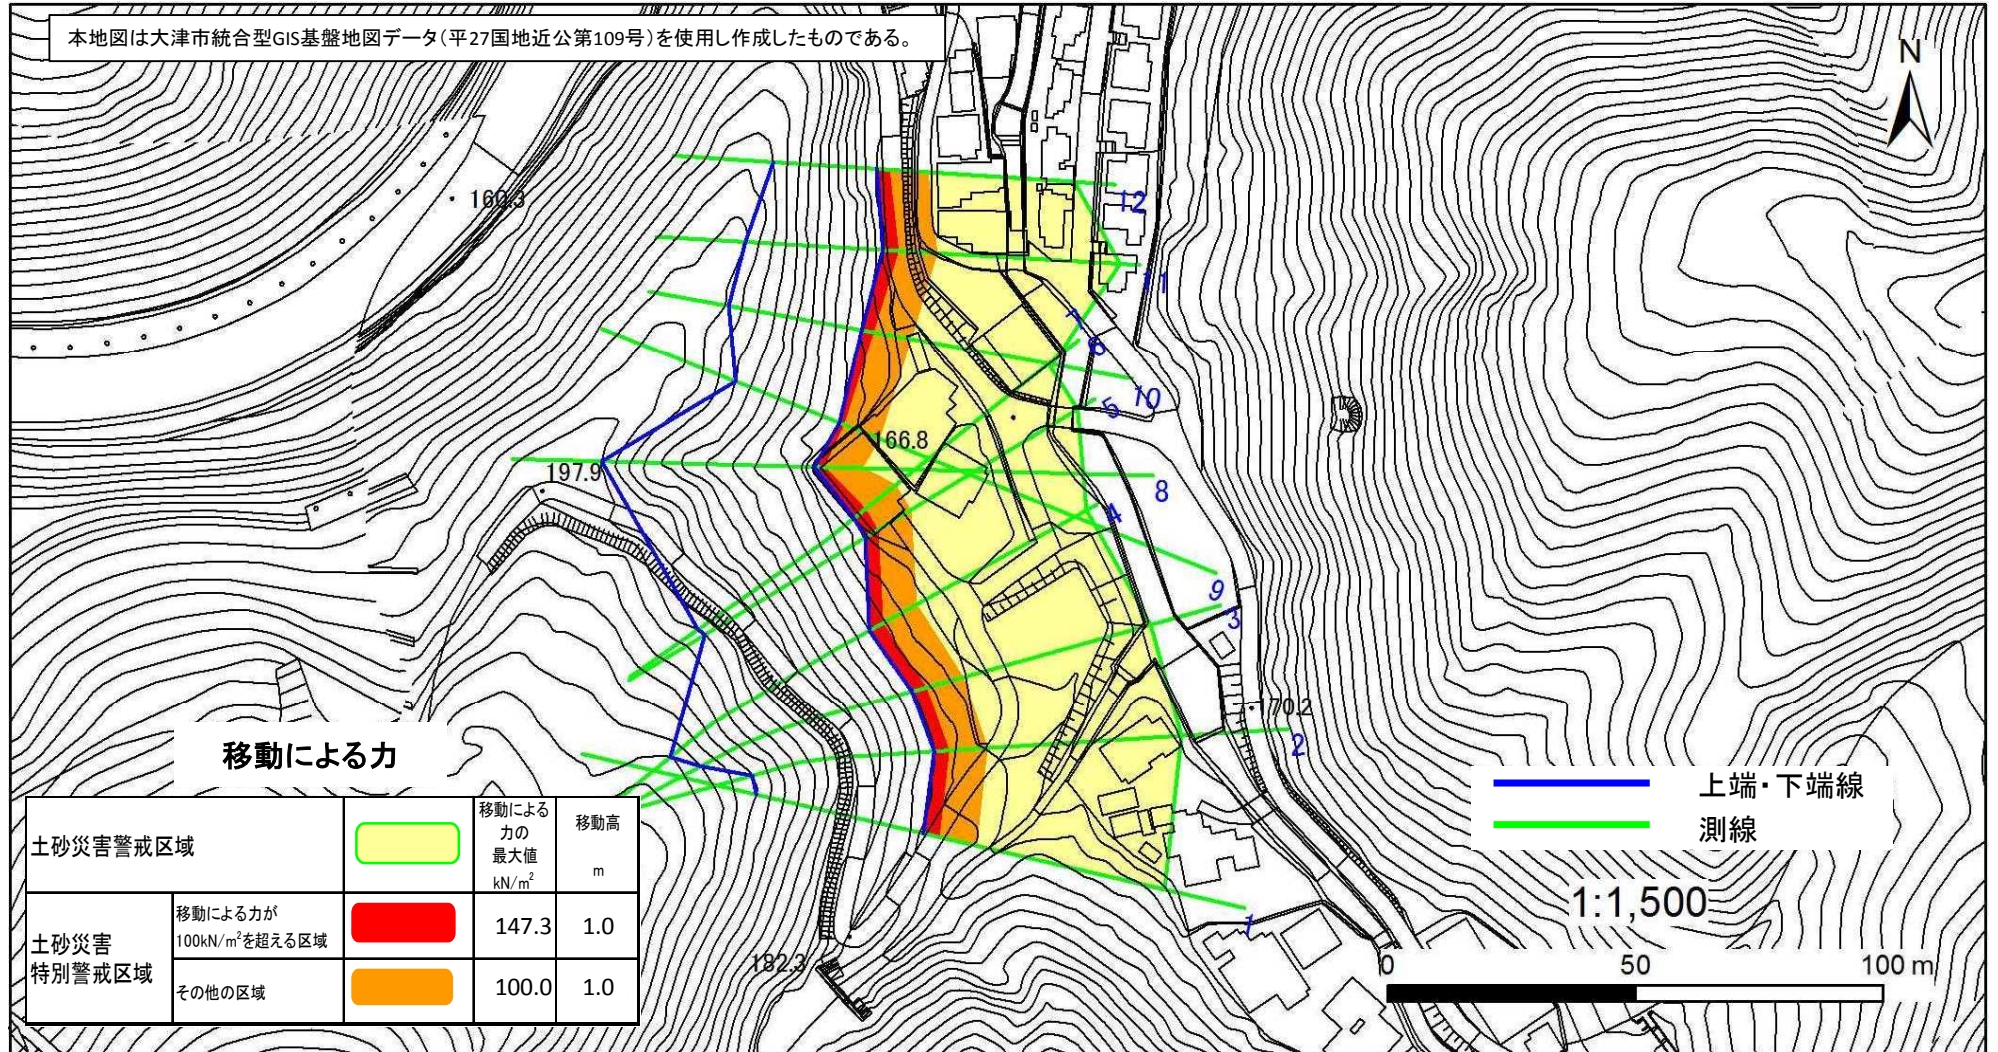 本地図は大津市統合型GIS基盤地図データ(平27国地近公第109号)を使用し作成したものである。
N
160.3
12
11
7
6
10
5
166.8
197.9
8
4
9
3
170.2
2
1
182.3
移動による力
土砂災害警戒区域
移動による
力の
最大値
kN/m²
移動高
m
土砂災害
特別警戒区域
移動による力が
100kN/m²を超える区域
147.3
1.0
その他の区域
100.0
1.0
上端・下端線
測線
1:1,500
0 50 100 m